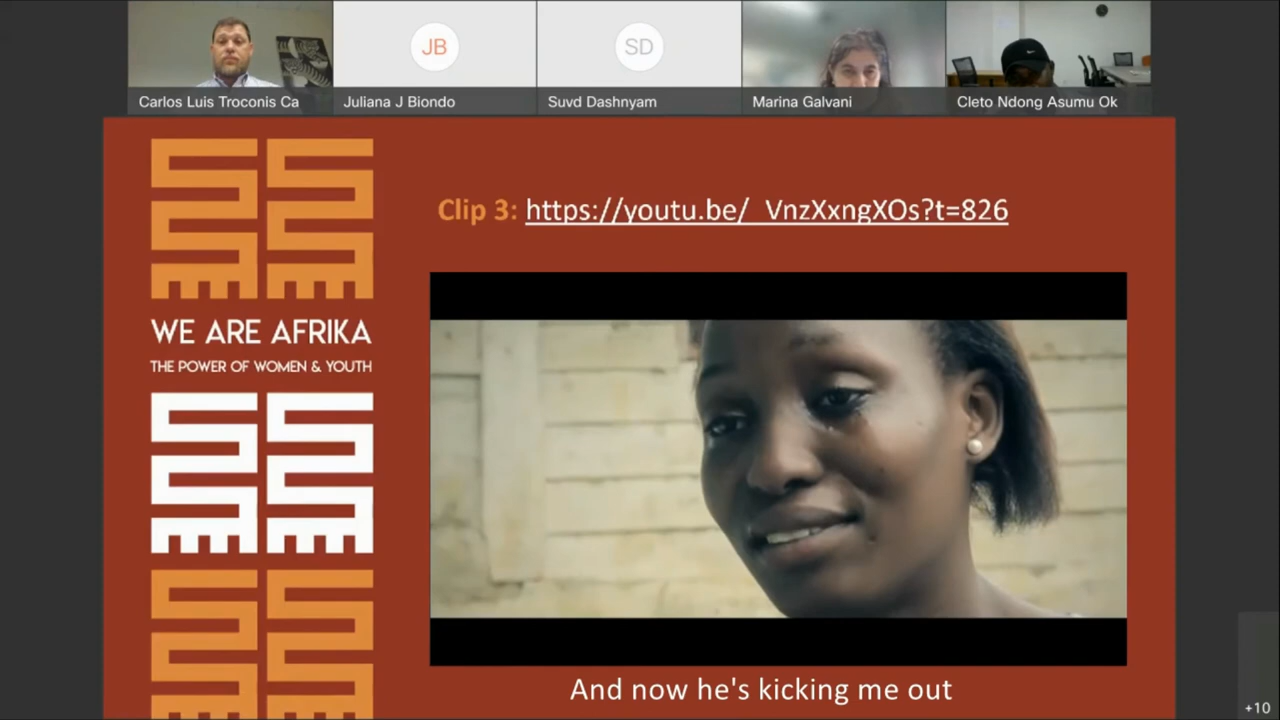 JB
SD
Carlos Luis Troconis Ca
Juliana J Biondo
Suvd Dashnyam
Marina Galvani
Cleto Ndong Asumu Ok
Clip 3: https://youtu.be/_VnzXxngXOs?t=826
WE ARE AFRIKA
THE POWER OF WOMEN & YOUTH
And now he's kicking me out
+10